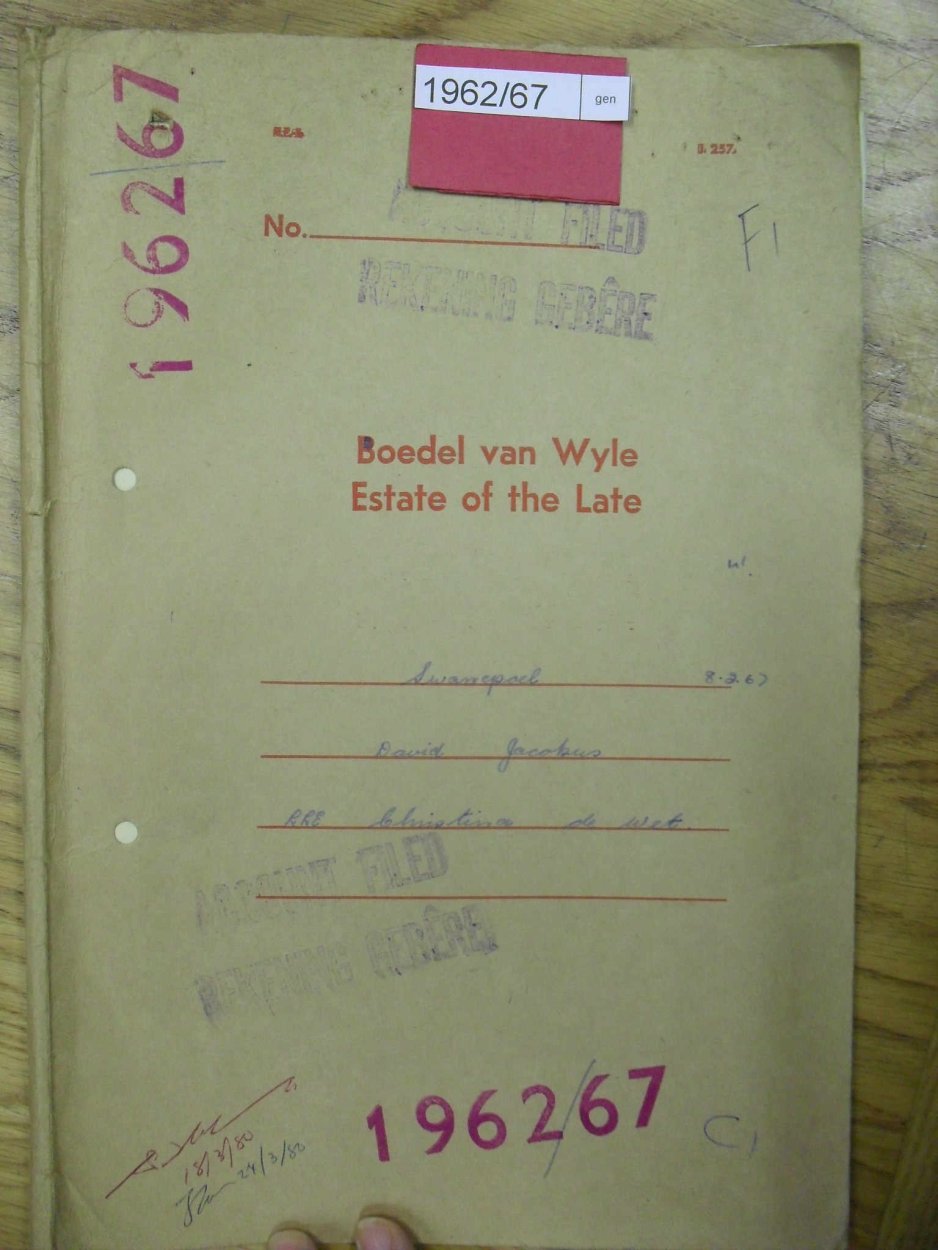 1962/67 gen
1962/67
J. 257.
No.
ACCOUNT FILED
F1
REKENING GEBÊRE
Boedel van Wyle
Estate of the Late
Swanepoel 8.2.67
David Jacobus
Christina de Wet.
ACCOUNT FILED
REKENING GEBÊRE
1962/67
18/3/80
24/3/80